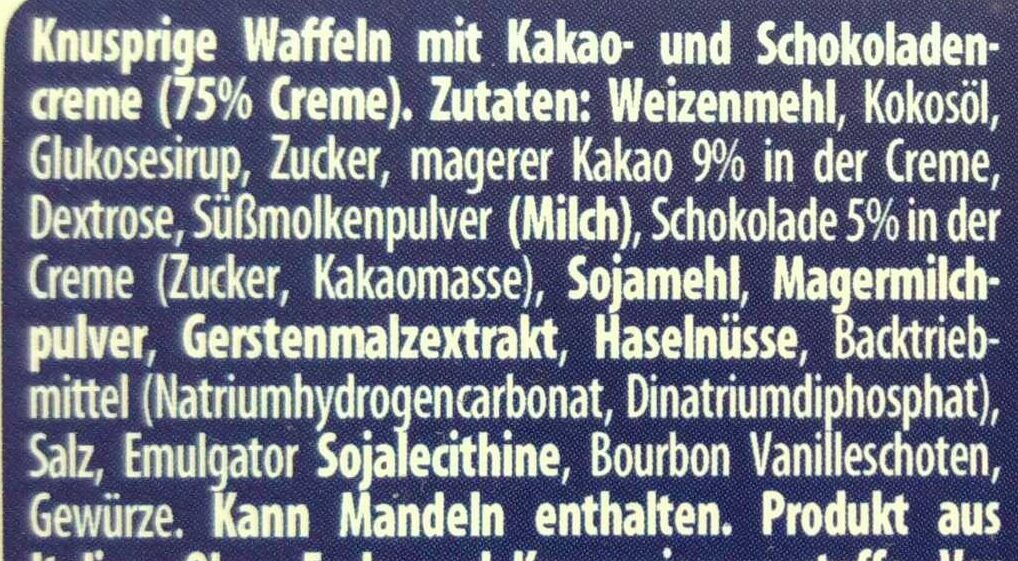 Knusprige Waffeln mit Kakao- und Schokoladen-
creme (75% Creme). Zutaten: Weizenmehl, Kokosöl,
Glukosesirup, Zucker, magerer Kakao 9% in der Creme,
Dextrose, Süßmolkenpulver (Milch), Schokolade 5% in der
Creme (Zucker, Kakaomasse), Sojamehl, Magermilch-
pulver, Gerstenmalzextrakt, Haselnüsse, Backtrieb-
mittel (Natriumhydrogencarbonat, Dinatriumdiphosphat),
Salz, Emulgator Sojalecithine, Bourbon Vanilleschoten,
Gewürze. Kann Mandeln enthalten. Produkt aus